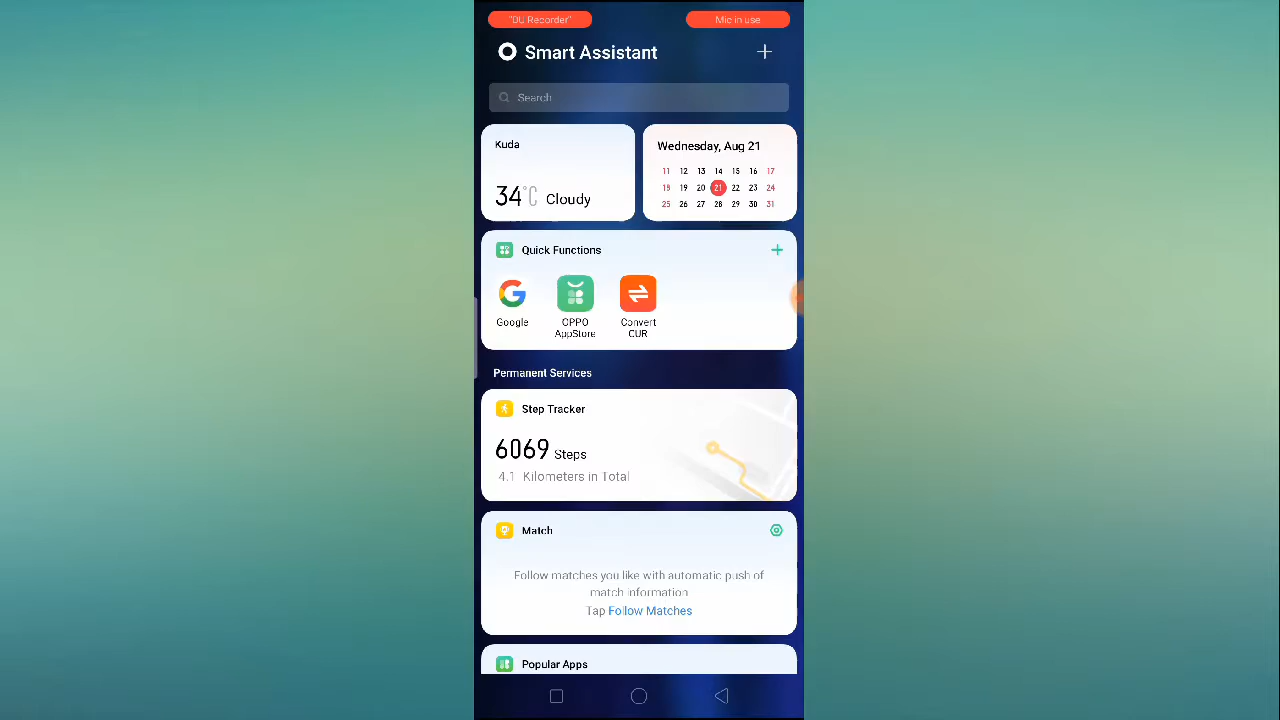 "DU Recorder" Mic in use
Smart Assistant
Search
Kuda
34°C Cloudy
Wednesday, Aug 21
11 12 13 14 15 16 17
18 19 20 21 22 23 24
25 26 27 28 29 30 31
Quick Functions
Google
OPPO
AppStore
Convert
CUR
Permanent Services
Step Tracker
6069 Steps
4.1 Kilometers in Total
Match
Follow matches you like with automatic push of
match information
Tap Follow Matches
Popular Apps